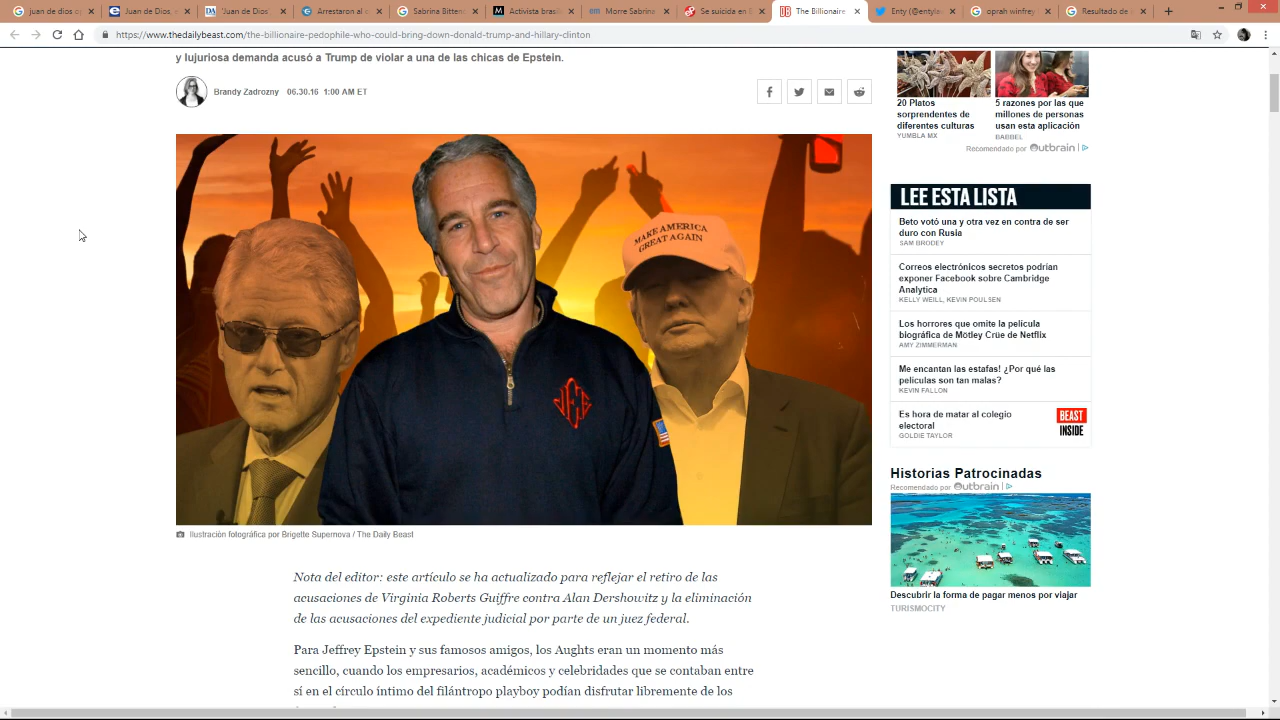 juan de dios op
Juan de Dios, e
"Juan de Dios"
Arrestaron al c
Sabrina Bitten
Activista brasi
Morre Sabrina
Se suicida en B
The Billionaire
Enty (@entyla
oprah winfrey
Resultado de
https://www.thedailybeast.com/the-billionaire-pedophile-who-could-bring-down-donald-trump-and-hillary-clinton
y lujuriosa demanda acusó a Trump de violar a una de las chicas de Epstein.
Brandy Zadrozny 06.30.16 1:00 AM ET
MAKE AMERICA
GREAT AGAIN
JFE
Ilustración fotográfica por Brigette Supernova / The Daily Beast
Nota del editor: este artículo se ha actualizado para reflejar el retiro de las
acusaciones de Virginia Roberts Guiffre contra Alan Dershowitz y la eliminación
de las acusaciones del expediente judicial por parte de un juez federal.
Para Jeffrey Epstein y sus famosos amigos, los Aughts eran un momento más
sencillo, cuando los empresarios, académicos y celebridades que se contaban entre
sí en el círculo íntimo del filántropo playboy podían disfrutar libremente de los
20 Platos
sorprendentes de
diferentes culturas
YUMBLA MX
5 razones por las que
millones de personas
usan esta aplicación
BABBEL
Recomendado por Outbrain
LEE ESTA LISTA
Beto votó una y otra vez en contra de ser
duro con Rusia
SAM BRODEY
Correos electrónicos secretos podrían
exponer Facebook sobre Cambridge
Analytica
KELLY WEILL, KEVIN POULSEN
Los horrores que omite la película
biográfica de Mötley Crüe de Netflix
AMY ZIMMERMAN
Me encantan las estafas! ¿Por qué las
películas son tan malas?
KEVIN FALLON
Es hora de matar al colegio
electoral
GOLDIE TAYLOR
BEAST
INSIDE
Historias Patrocinadas
Recomendado por Outbrain
Descubrir la forma de pagar menos por viajar
TURISMOCITY